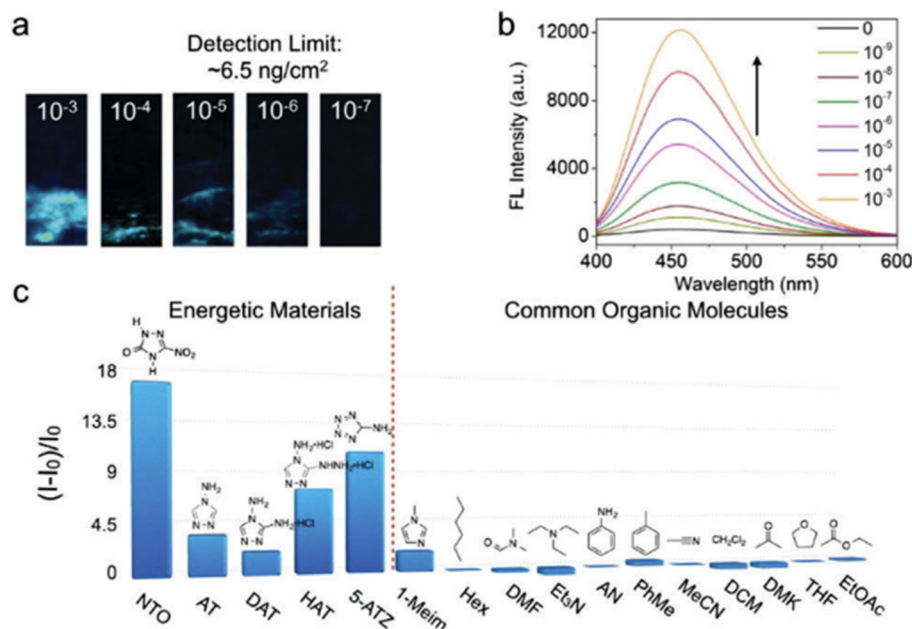 a
Detection Limit:
~6.5 ng/cm²
10⁻³ 10⁻⁴ 10⁻⁵ 10⁻⁶ 10⁻⁷
b
FL Intensity (a.u.)
12000
8000
4000
0
400 450 500 550 600
Wavelength (nm)
0
10⁻⁹
10⁻⁸
10⁻⁷
10⁻⁶
10⁻⁵
10⁻⁴
10⁻³
c
Energetic Materials
Common Organic Molecules
(I-I₀)/I₀
18
13.5
9
4.5
0
H
N N
O N NO₂
H
NH₂
N
N-N
NH₂
N NH₂•HCl
N-N
NH₂•HCl
N NHNH₂•HCl
N-N
N N NH₂
N N
H
N
N
O N
N
NH₂
N
CH₂Cl₂
O
O
O
O
NTO AT DAT HAT 5-ATZ 1-Meim Hex DMF Et₃N AN PhMe MeCN DCM DMK THF EtOAc